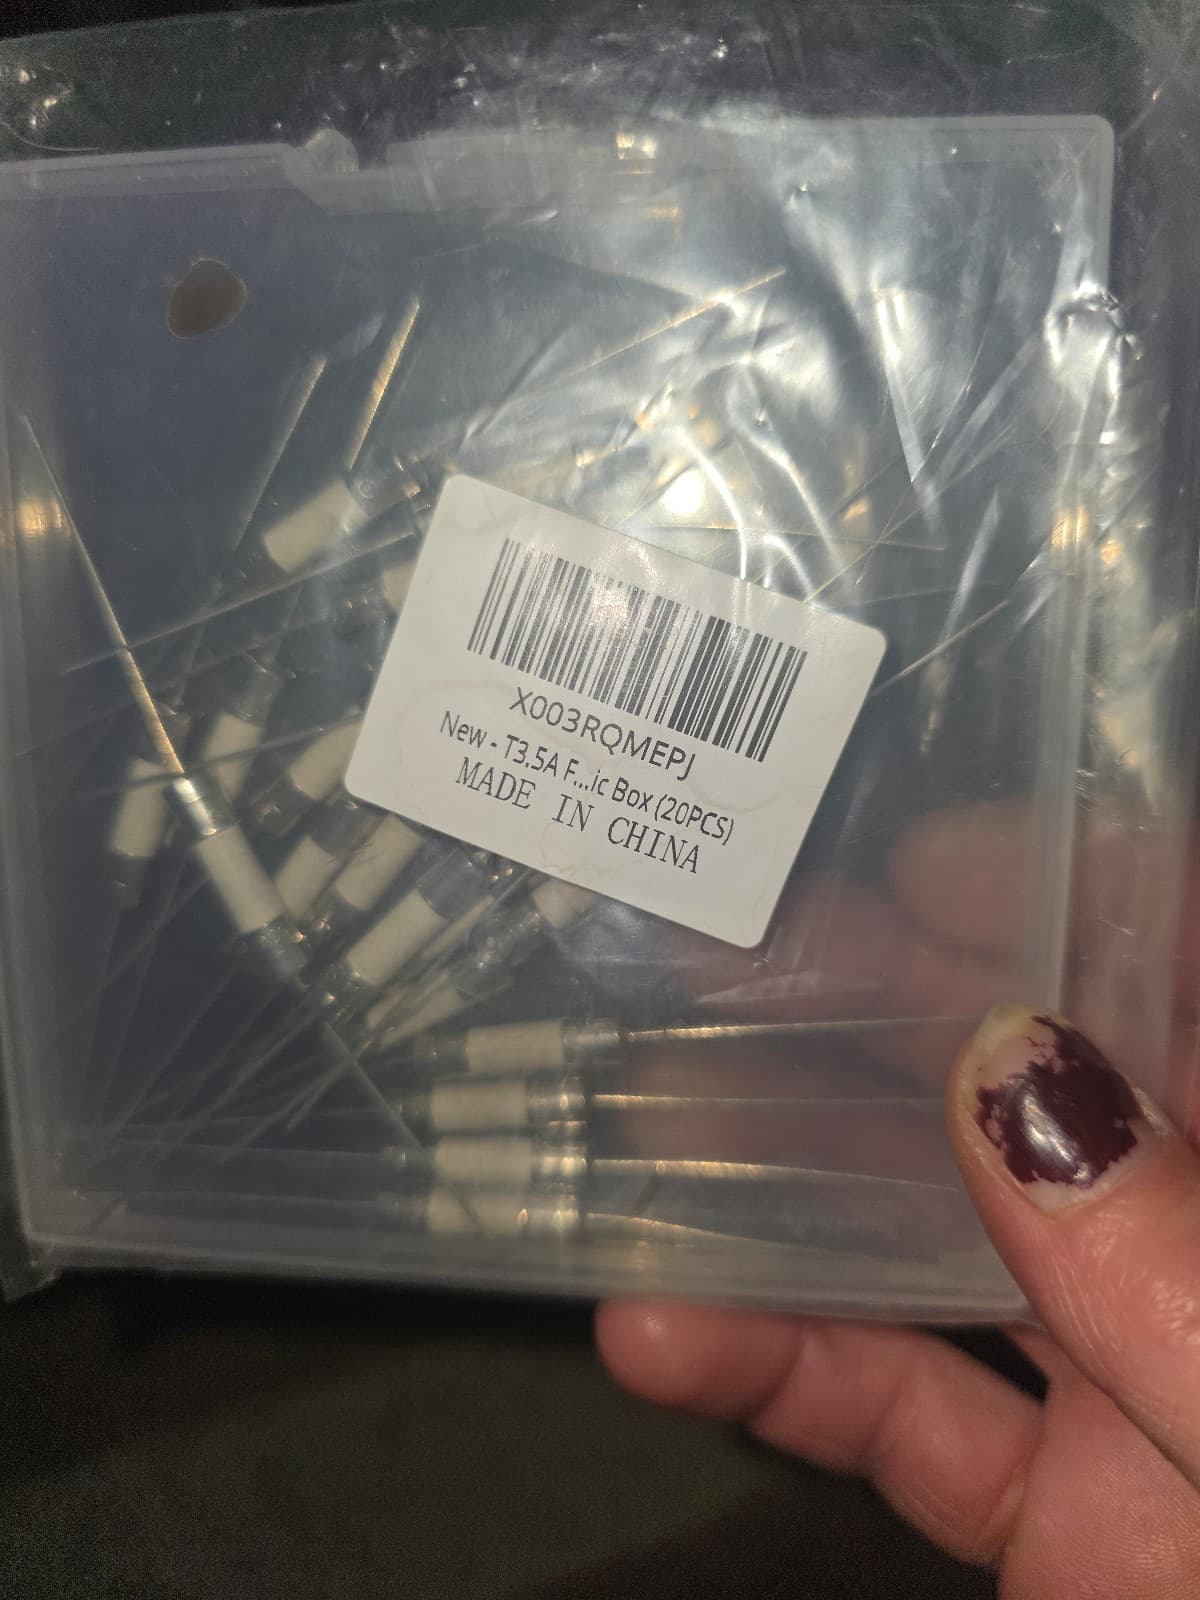 X003RQMEPJ
New - T3.5A F...ic Box (20PCS)
MADE IN CHINA